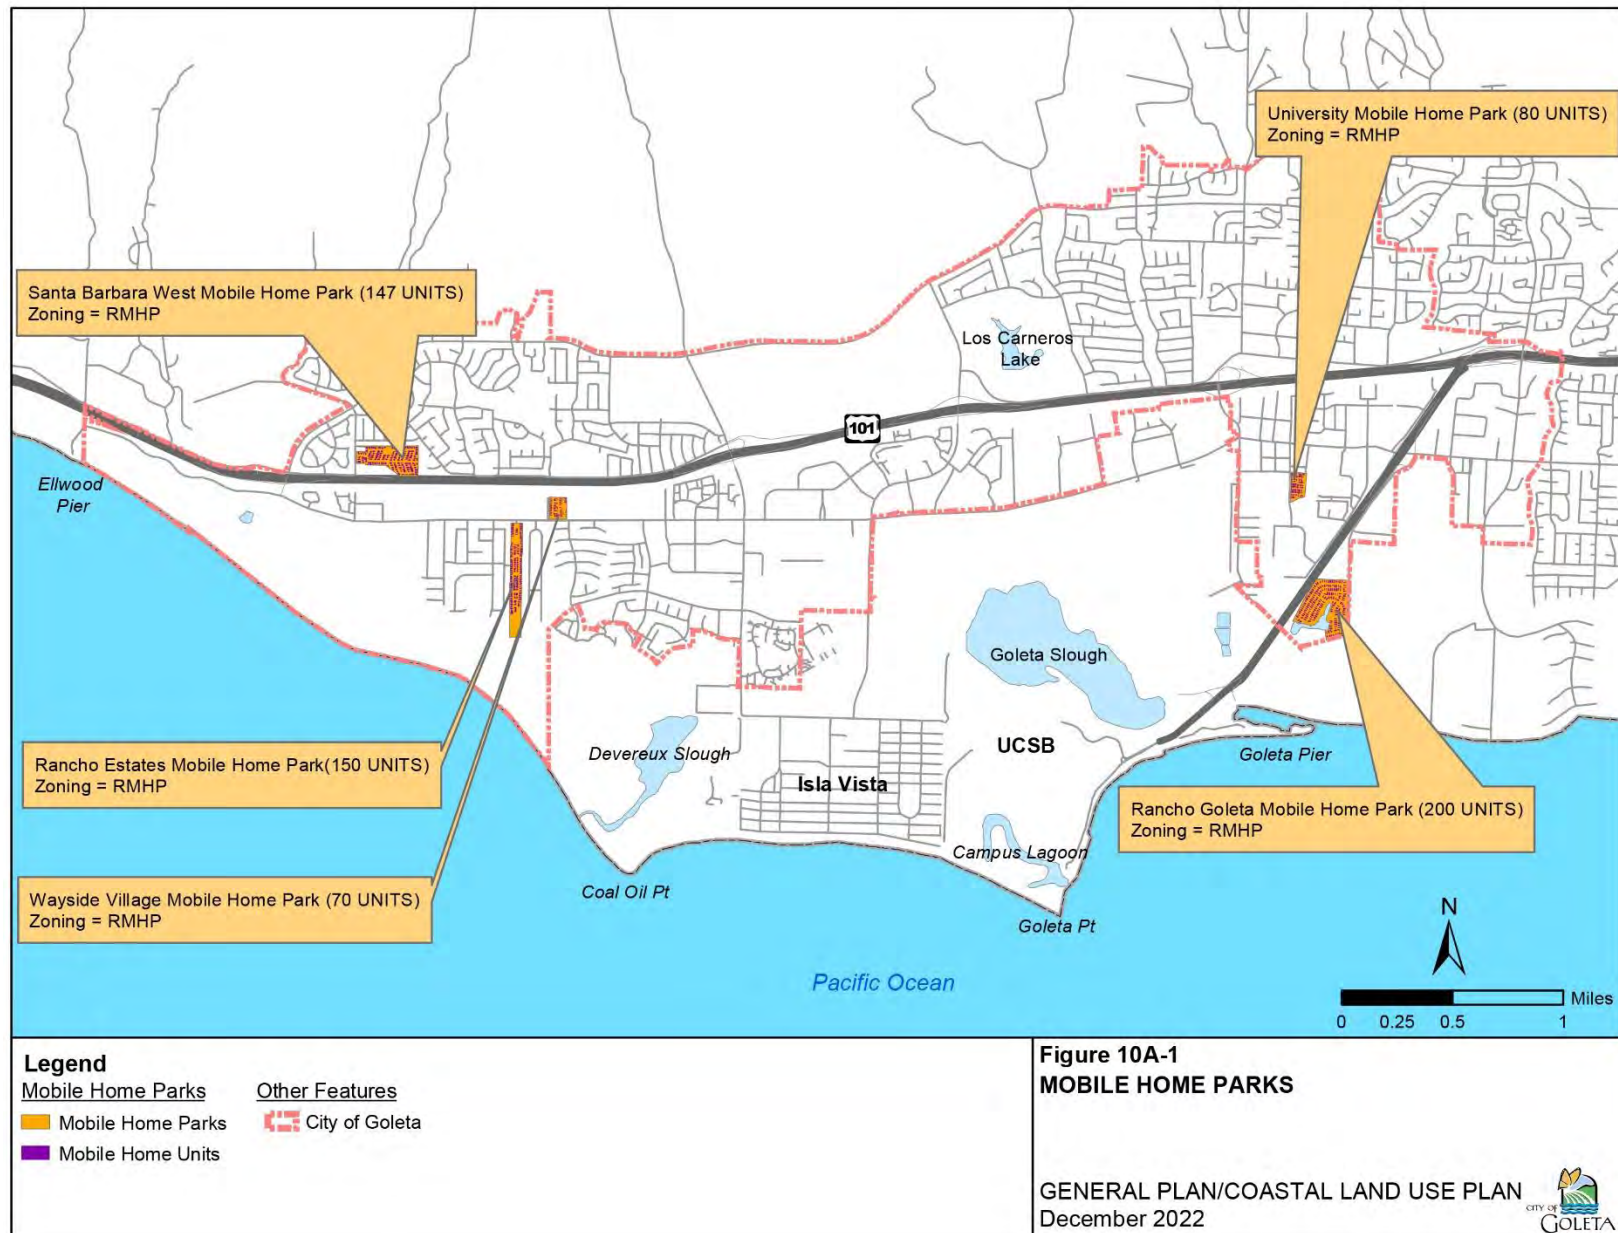 University Mobile Home Park (80 UNITS)
Zoning = RMHP
Santa Barbara West Mobile Home Park (147 UNITS)
Zoning = RMHP
Los Carneros
Lake
101
Ellwood
Pier
Goleta Slough
Devereux Slough
UCSB
Goleta Pier
Rancho Estates Mobile Home Park(150 UNITS)
Zoning = RMHP
Isla Vista
Rancho Goleta Mobile Home Park (200 UNITS)
Zoning = RMHP
Campus Lagoon
Wayside Village Mobile Home Park (70 UNITS)
Zoning = RMHP
Coal Oil Pt
Goleta Pt
N
Pacific Ocean
Miles
0 0.25 0.5 1
Legend
Mobile Home Parks
Other Features
Mobile Home Parks
City of Goleta
Mobile Home Units
Figure 10A-1
MOBILE HOME PARKS
GENERAL PLAN/COASTAL LAND USE PLAN
December 2022
CITY OF
GOLETA